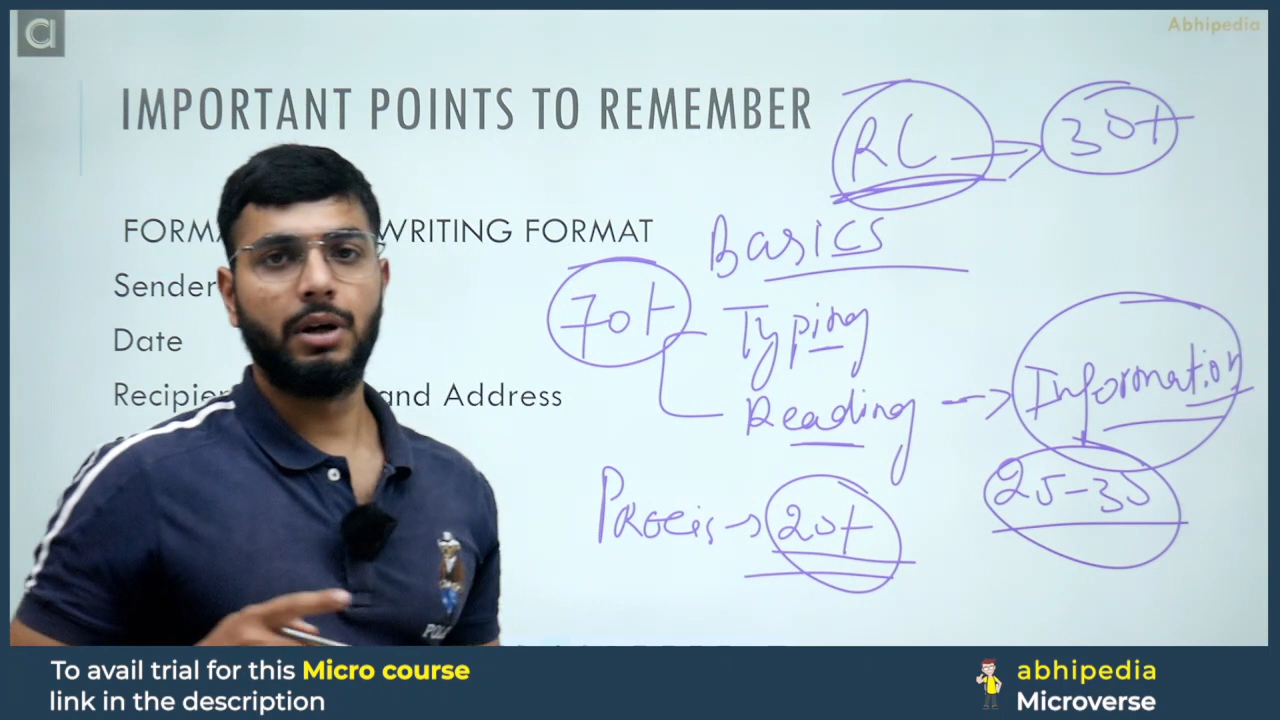 Abhipedia
IMPORTANT POINTS TO REMEMBER
RC → 30+
FORMA WRITING FORMAT
Basics
Sender
70+
Typing
Date
Information
Recipie and Address
Reading →
25-35
Precis → 20+
POLO
To avail trial for this Micro course
link in the description
abhipedia
Microverse